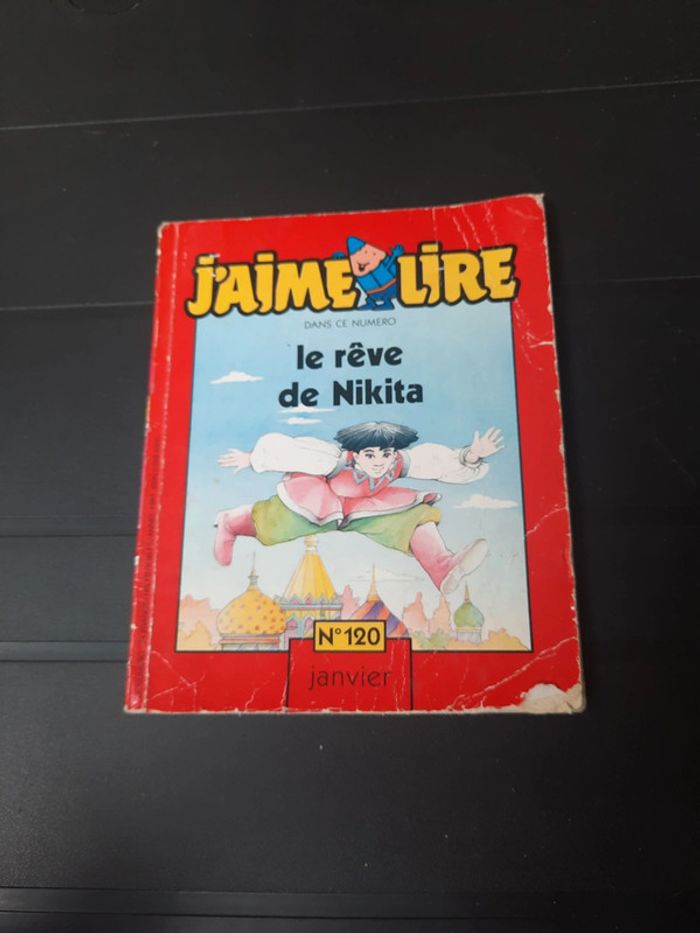 J'AIME LIRE
DANS CE NUMERO
le rêve
de Nikita
N° 120
janvier